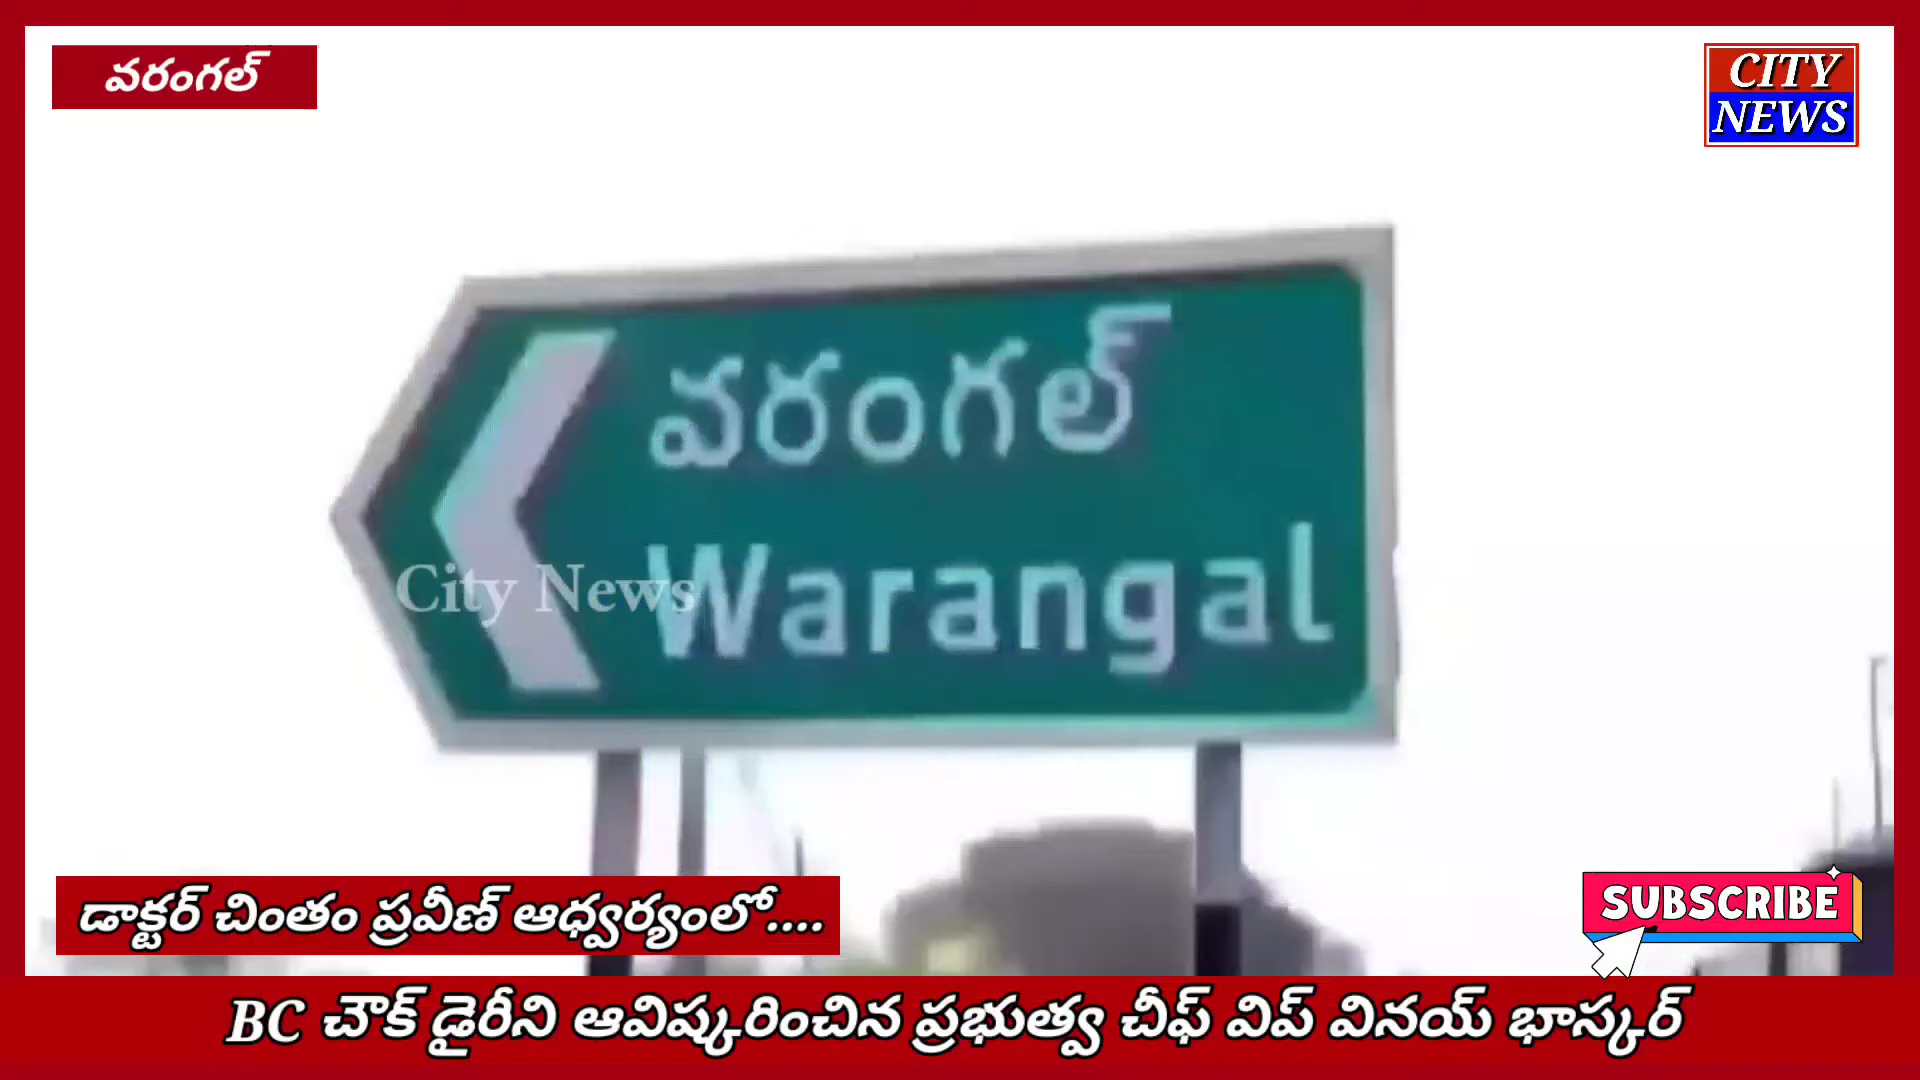 వరంగల్
CITY
NEWS
వరంగల్
Warangal
City News
డాక్టర్ చింతం ప్రవీణ్ ఆధ్వర్యంలో....
SUBSCRIBE
BC చౌక్ డైరీని ఆవిష్కరించిన ప్రభుత్వ చీఫ్ విప్ వినయ్ భాస్కర్